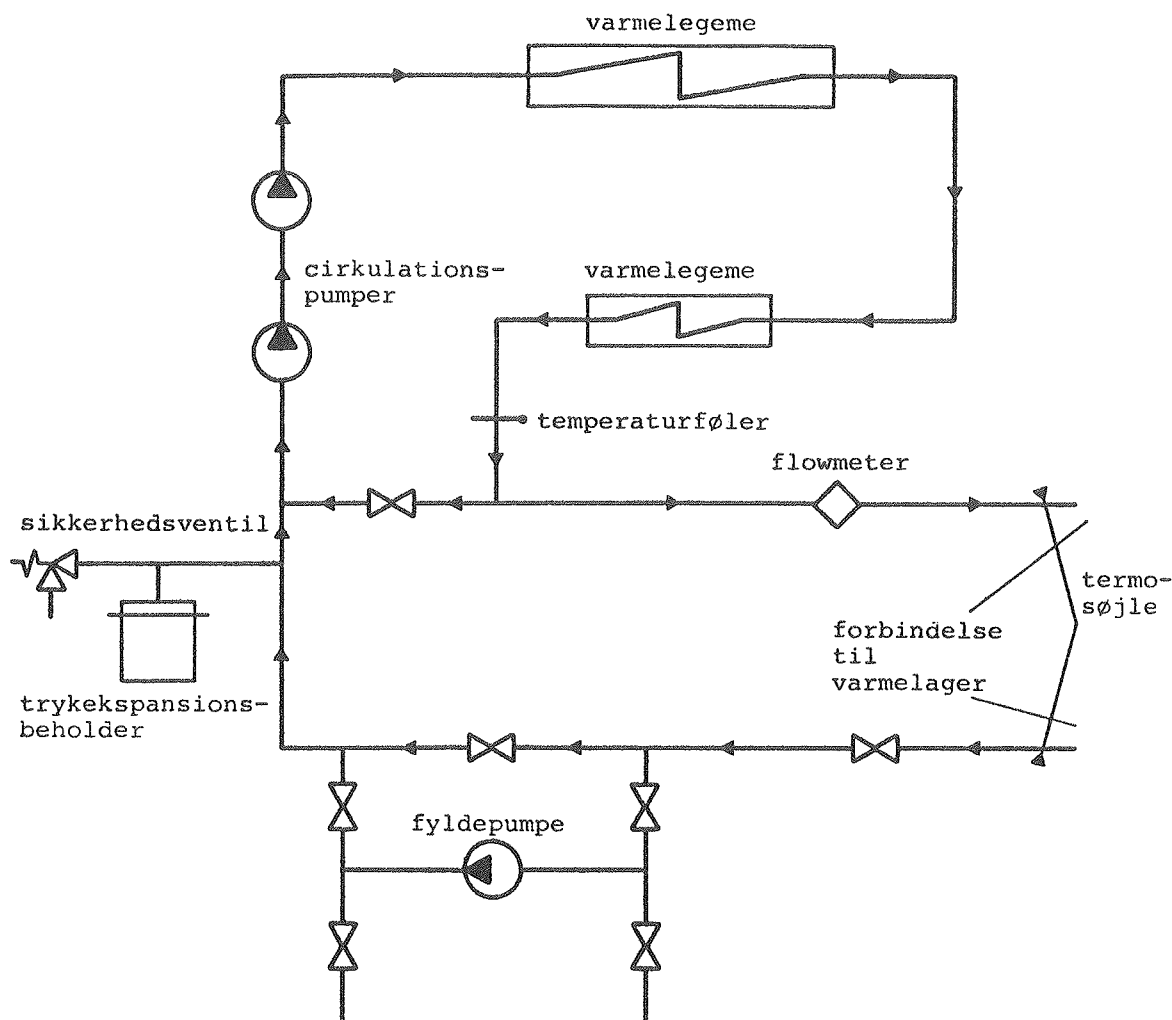 varmelegeme
cirkulations-
pumper
varmelegeme
temperaturføler
flowmeter
sikkerhedsventil
termo-
søjle
forbindelse
til
varmelager
trykekspansions-
beholder
fyldepumpe